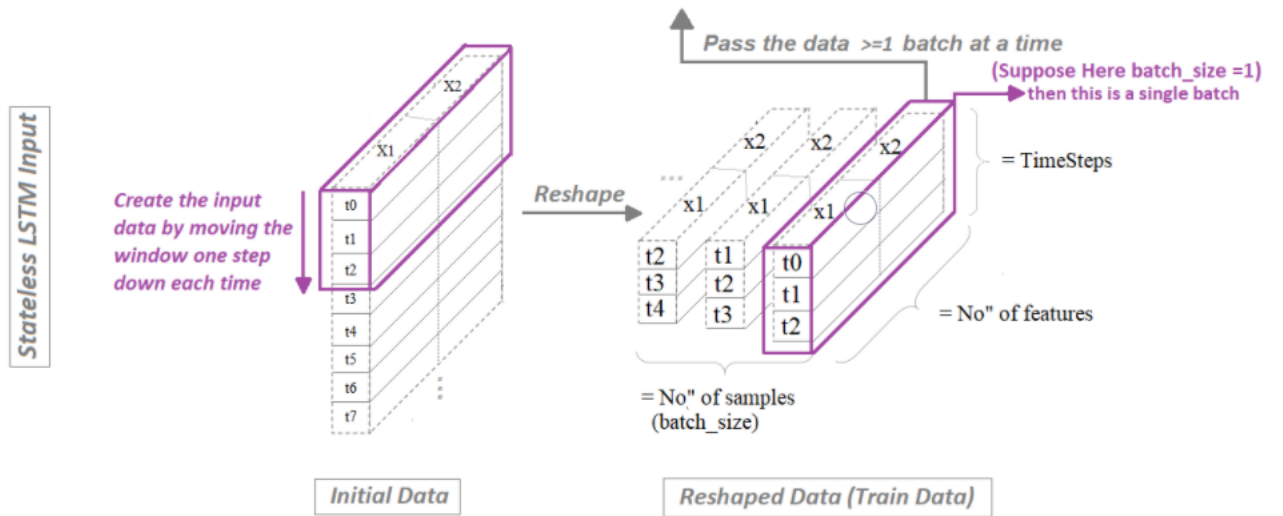 Stateless LSTM Input
Create the input
data by moving the
window one step
down each time
X2
X1
t0
t1
t2
t3
t4
t5
t6
t7
⋮
Initial Data
Reshape
Pass the data >=1 batch at a time
(Suppose Here batch_size =1)
then this is a single batch
...
x2
x2
x2
x1
x1
x1
t2
t3
t4
t1
t2
t3
t0
t1
t2
= TimeSteps
= No" of features
= No" of samples
(batch_size)
Reshaped Data (Train Data)